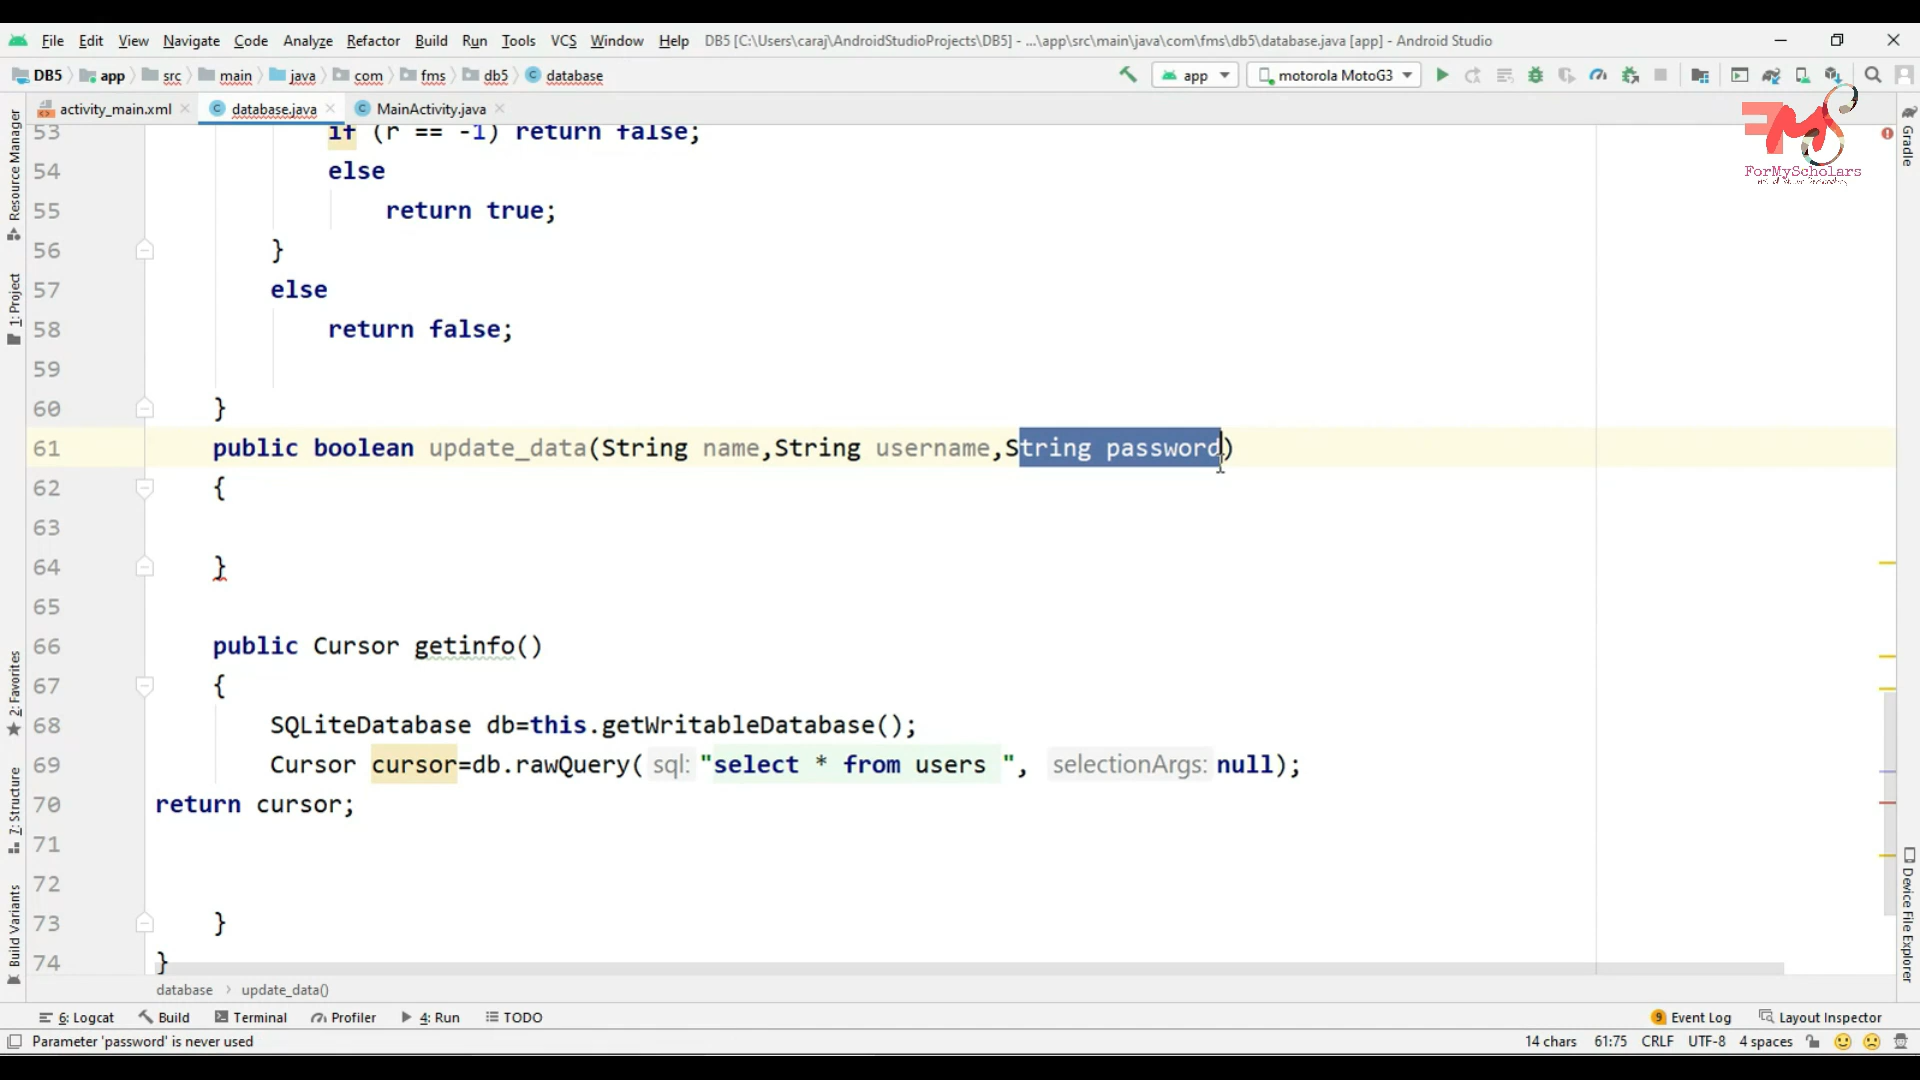 File Edit View Navigate Code Analyze Refactor Build Run Tools VCS Window Help DB5 [C:\Users\caraj\AndroidStudioProjects\DB5] - ...\app\src\main\java\com\fms\db5\database.java [app] - Android Studio
DB5 app src main java com fms db5 database app motorola MotoG3
activity_main.xml database.java MainActivity.java
FMS
ForMyScholars
53 if (r == -1) return false;
54 else
55 return true;
56 }
57 else
58 return false;
59
60 }
61 public boolean update_data(String name,String username,String password)
62 {
63
64 }
65
66 public Cursor getinfo()
67 {
68 SQLiteDatabase db=this.getWritableDatabase();
69 Cursor cursor=db.rawQuery( sql: "select * from users ", selectionArgs: null);
70 return cursor;
71
72
73 }
74 }
Resource Manager
1: Project
2: Favorites
7: Structure
Build Variants
Gradle
Device File Explorer
database update_data()
6: Logcat Build Terminal Profiler 4: Run TODO 9 Event Log Layout Inspector
Parameter 'password' is never used 14 chars 61:75 CRLF UTF-8 4 spaces